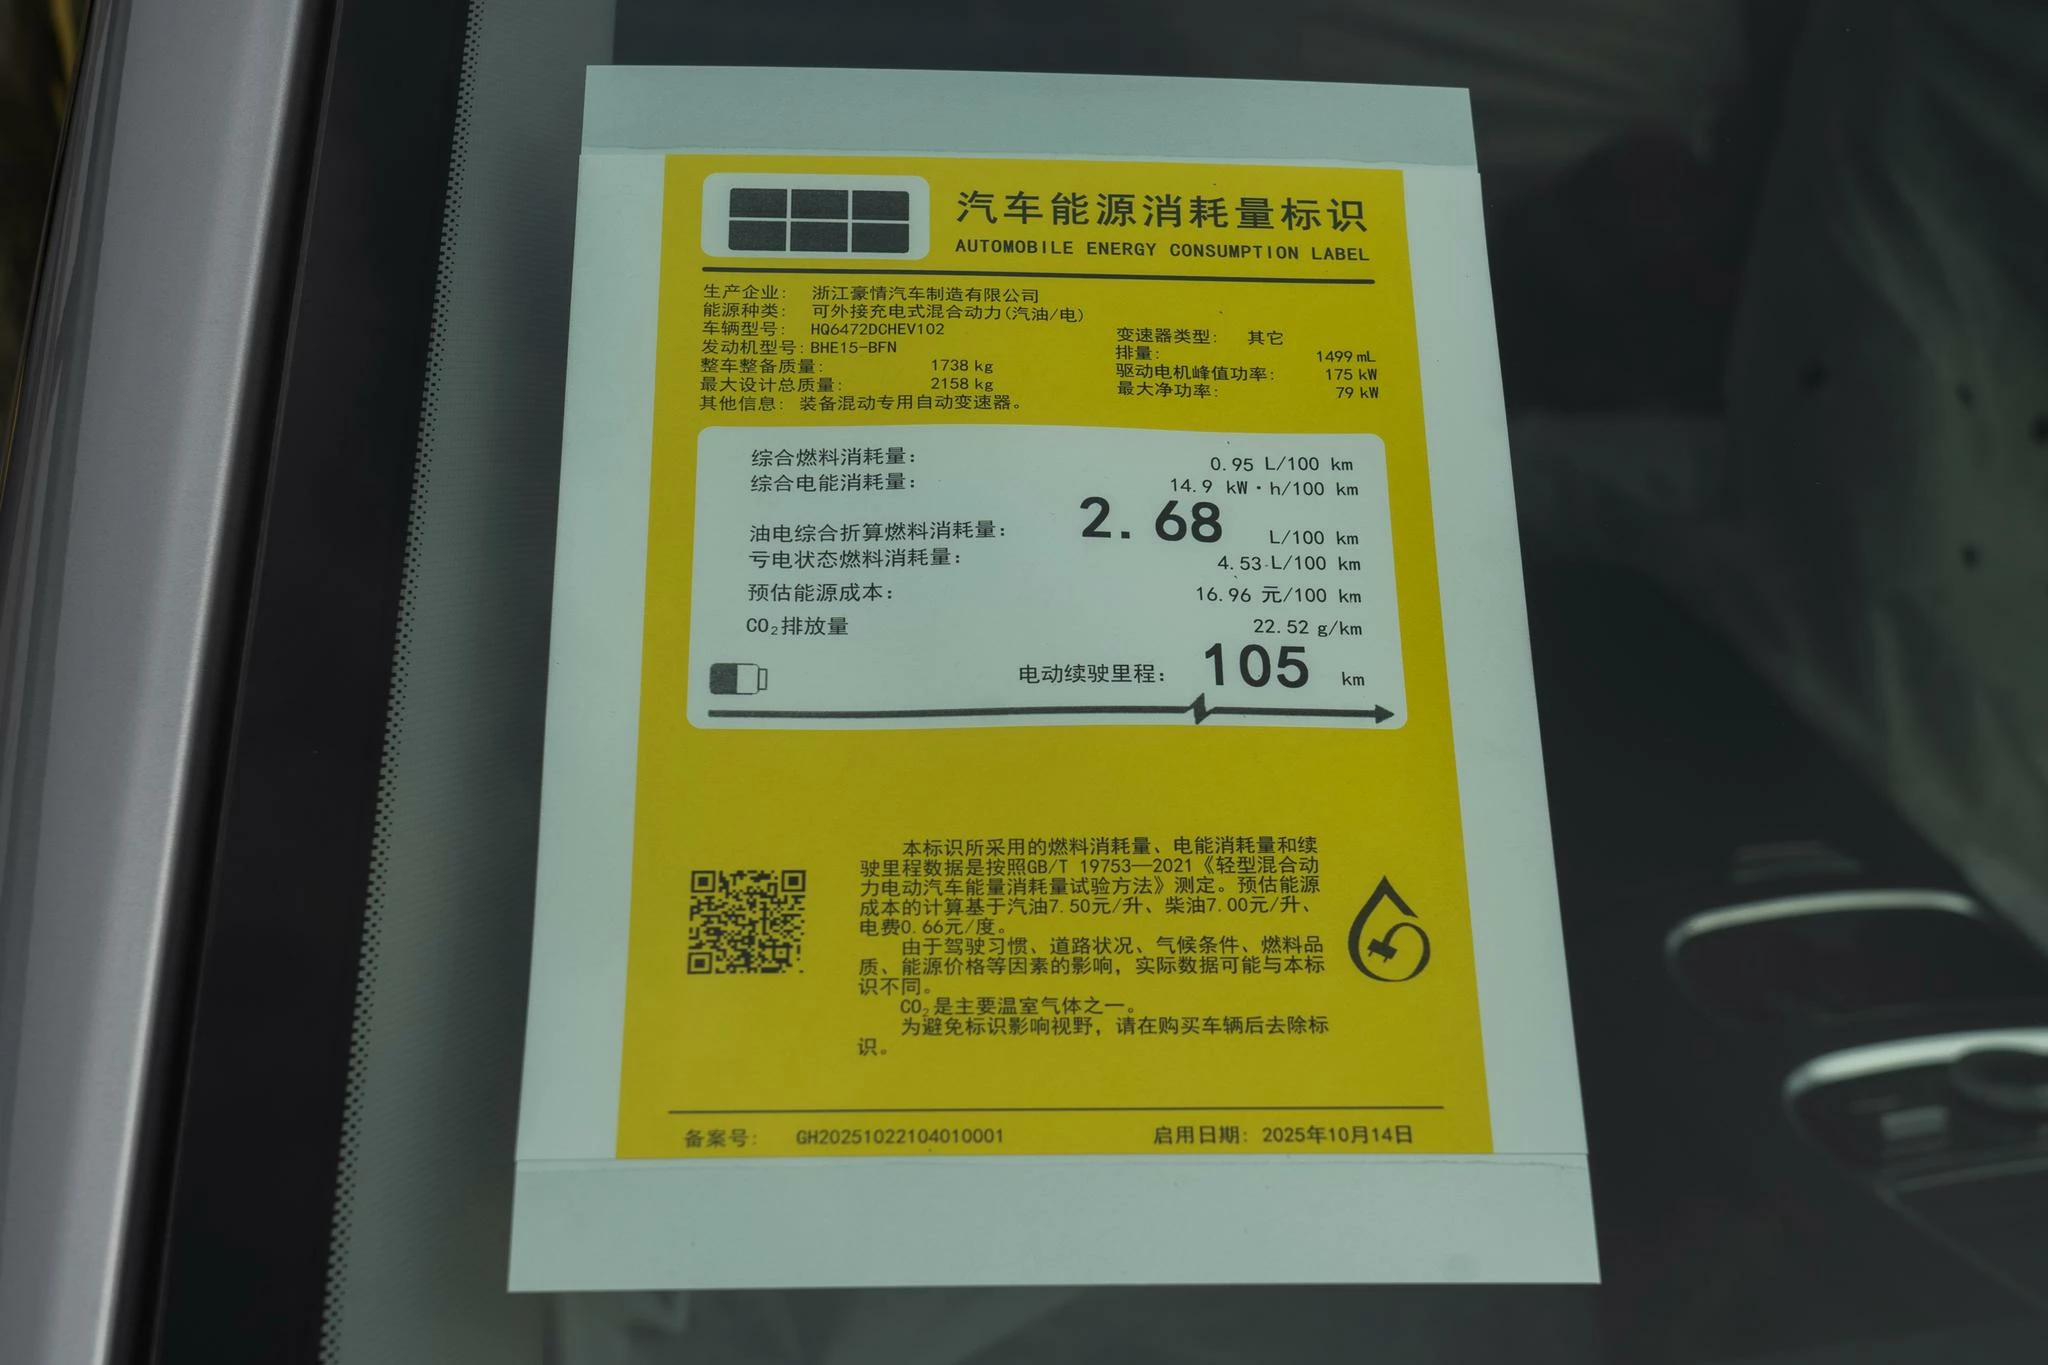 汽车能源消耗量标识
AUTOMOBILE ENERGY CONSUMPTION LABEL
生产企业: 浙江豪情汽车制造有限公司
能源种类: 可外接充电式混合动力(汽油/电)
车辆型号: HQ6472DCHEV102
发动机型号: BHE15-BFN
整车整备质量: 1738 kg
最大设计总质量: 2158 kg
其他信息: 装备混动专用自动变速器。
变速器类型: 其它
排量: 1499 mL
驱动电机峰值功率: 175 kW
最大净功率: 79 kW
综合燃料消耗量: 0.95 L/100 km
综合电能消耗量: 14.9 kW·h/100 km
油电综合折算燃料消耗量: 2.68 L/100 km
亏电状态燃料消耗量: 4.53 L/100 km
预估能源成本: 16.96 元/100 km
CO₂排放量 22.52 g/km
电动续驶里程: 105 km
本标识所采用的燃料消耗量、电能消耗量和续
驶里程数据是按照GB/T 19753—2021《轻型混合动
力电动汽车能量消耗量试验方法》测定。预估能源
成本的计算基于汽油7.50元/升、柴油7.00元/升、
电费0.66元/度。
由于驾驶习惯、道路状况、气候条件、燃料品
质、能源价格等因素的影响，实际数据可能与本标
识不同。
CO₂是主要温室气体之一。
为避免标识影响视野，请在购买车辆后去除标
识。
备案号: GH20251022104010001
启用日期: 2025年10月14日